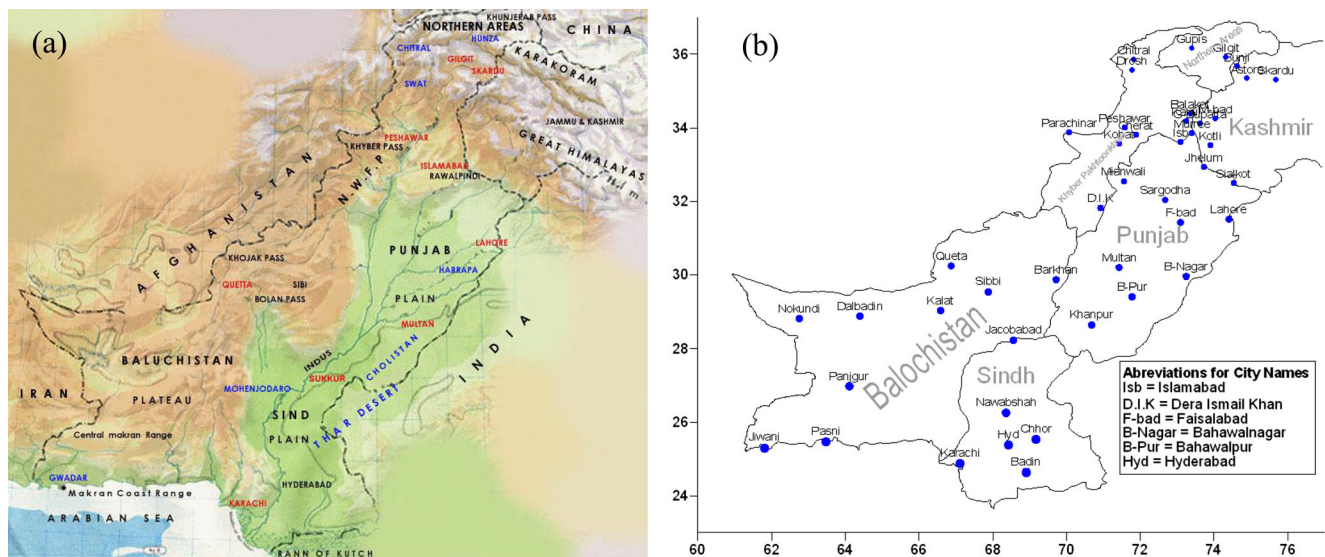 (a)
KHUNJERAB PASS
NORTHERN AREAS
CHINA
HUNZA
CHITRAL
GILGIT
KARAKORAM
SKARDU
SWAT
JAMMU & KASHMIR
PESHAWAR
KHYBER PASS
GREAT HIMALAYAS
ISLAMABAD
RAWALPINDI
N.W.F.P
AFGHANISTAN
PUNJAB
LAHORE
KHOJAK PASS
HARRAPA
QUETTA
SIBI
BOLAN PASS
PLAIN
MULTAN
INDUS
CHOLISTAN
INDIA
BALUCHISTAN
SUKKUR
MOHENJODARO
IRAN
PLATEAU
SIND
THAR DESERT
PLAIN
Central makran Range
GWADAR
HYDERABAD
Makran Coast Range
KARACHI
ARABIAN SEA
RANN OF KUTCH
(b)
36
34
32
30
28
26
24
60
62
64
66
68
70
72
74
76
Gupis
Northern Areas
Chitral
Drosh
Gilgit
Bunji
Astore
Skardu
Balakot
M-bad
Peshawar
Cherat
Parachinar
Kohat
Murree
Isb
Kashmir
Kotli
Jhelum
Khyber Pakhtoonkhwa
Mianwali
Sialkot
D.I.K
Sargodha
F-bad
Lahore
Punjab
Queta
Barkhan
Multan
B-Nagar
Sibbi
B-Pur
Nokundi
Dalbadin
Kalat
Khanpur
Jacobabad
Balochistan
Panjgur
Sindh
Nawabshah
Jiwani
Pasni
Hyd
Chhor
Karachi
Badin
Abreviations for City Names
Isb = Islamabad
D.I.K = Dera Ismail Khan
F-bad = Faisalabad
B-Nagar = Bahawalnagar
B-Pur = Bahawalpur
Hyd = Hyderabad